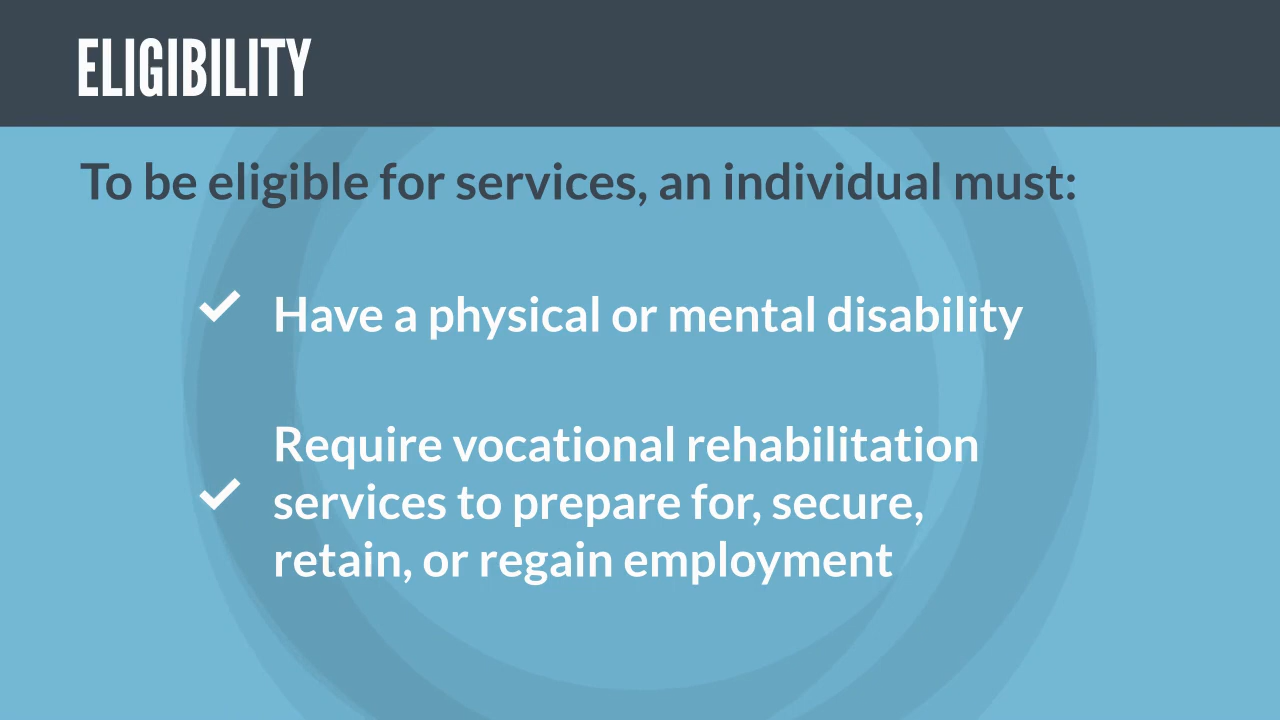 ELIGIBILITY
To be eligible for services, an individual must:
Have a physical or mental disability
Require vocational rehabilitation
services to prepare for, secure,
retain, or regain employment